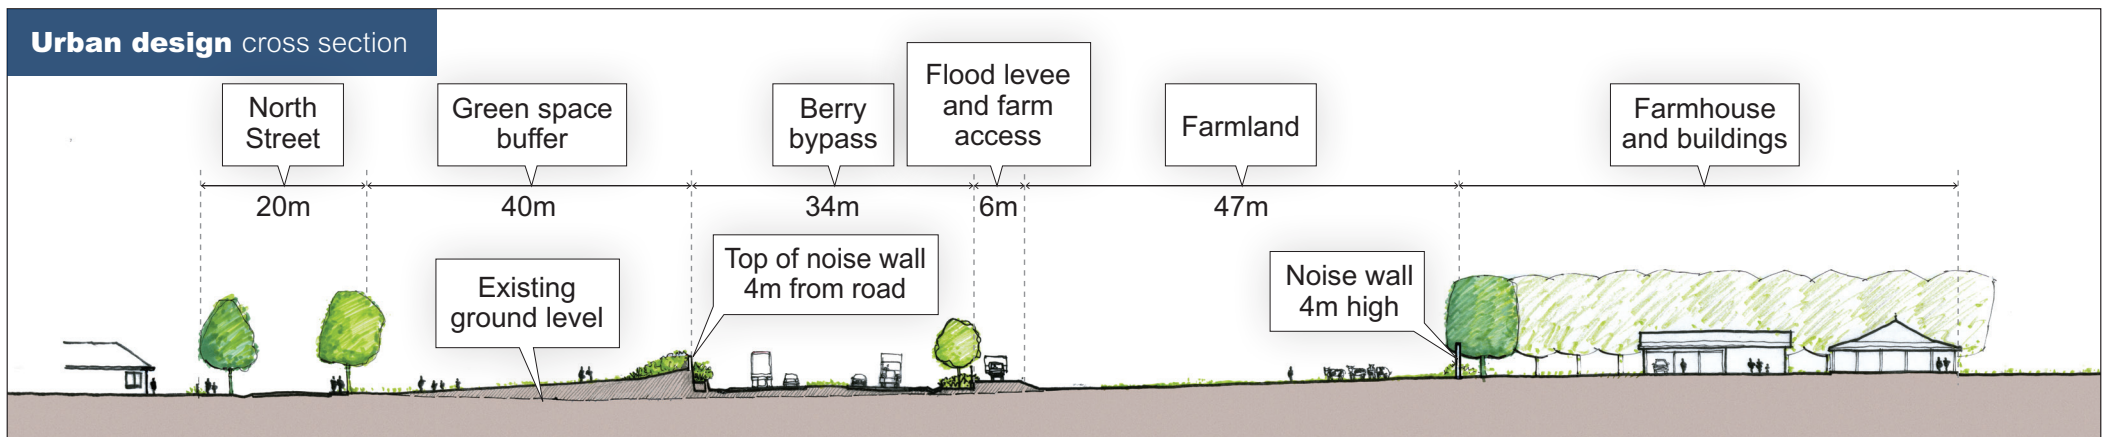 Urban design cross section
North
Street
Green space
buffer
Berry
bypass
Flood levee
and farm
access
Farmland
Farmhouse
and buildings
20m
40m
34m
6m
47m
Existing
ground level
Top of noise wall
4m from road
Noise wall
4m high